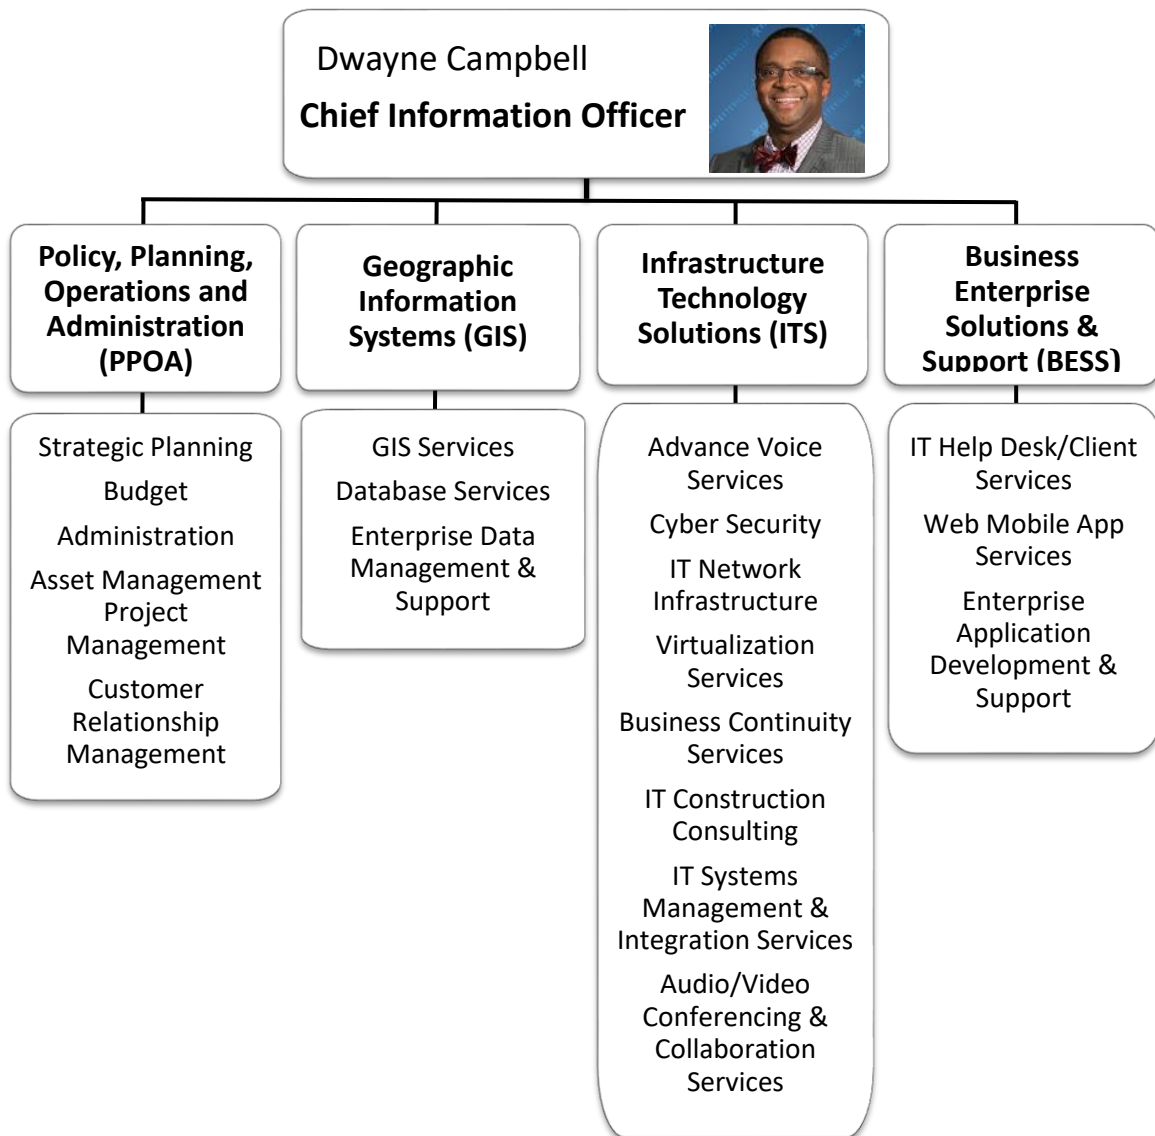 Dwayne Campbell
Chief Information Officer
Policy, Planning,
Operations and
Administration
(PPOA)
Geographic
Information
Systems (GIS)
Infrastructure
Technology
Solutions (ITS)
Business
Enterprise
Solutions &
Support (BESS)
Strategic Planning
Budget
Administration
Asset Management
Project
Management
Customer
Relationship
Management
GIS Services
Database Services
Enterprise Data
Management &
Support
Advance Voice
Services
Cyber Security
IT Network
Infrastructure
Virtualization
Services
Business Continuity
Services
IT Construction
Consulting
IT Systems
Management &
Integration Services
Audio/Video
Conferencing &
Collaboration
Services
IT Help Desk/Client
Services
Web Mobile App
Services
Enterprise
Application
Development &
Support